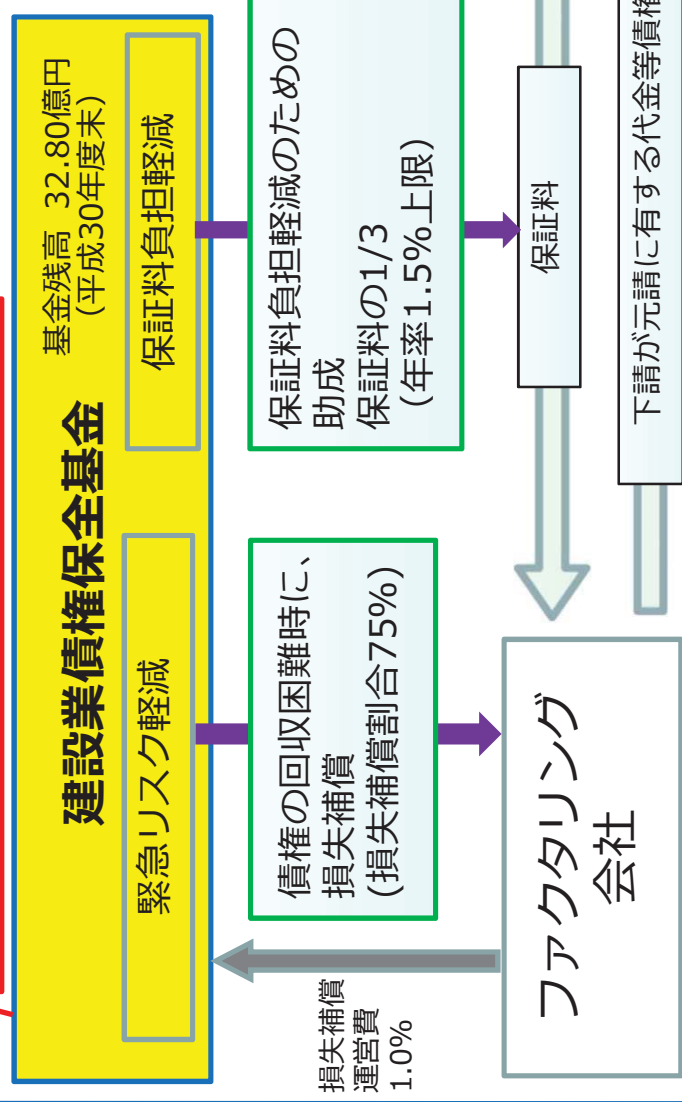 建設業債権保全基金
基金残高 32.80億円
(平成30年度末)
緊急リスク軽減
保証料負担軽減
債権の回収困難時に、
損失補償
(損失補償割合75%)
保証料負担軽減のための
助成
保証料の1/3
(年率1.5%上限)
損失補償
運営費
1.0%
保証料
ファクタリング
会社
下請が元請に有する代金等債権